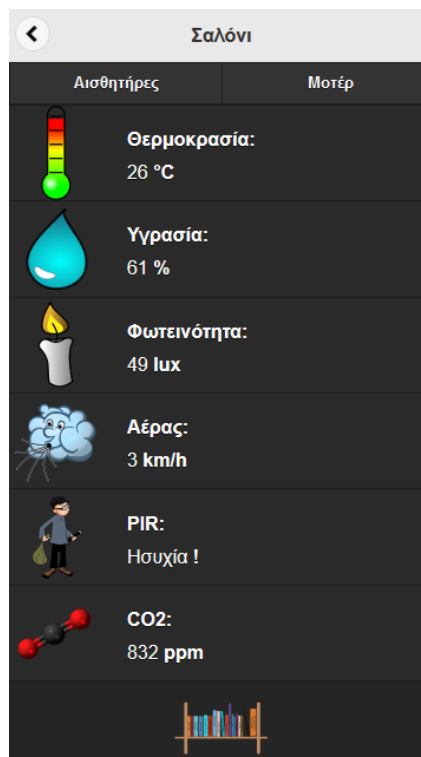 Σαλόνι
Αισθητήρες Μοτέρ
Θερμοκρασία:
26 °C
Υγρασία:
61 %
Φωτεινότητα:
49 lux
Αέρας:
3 km/h
PIR:
Ησυχία !
CO2:
832 ppm